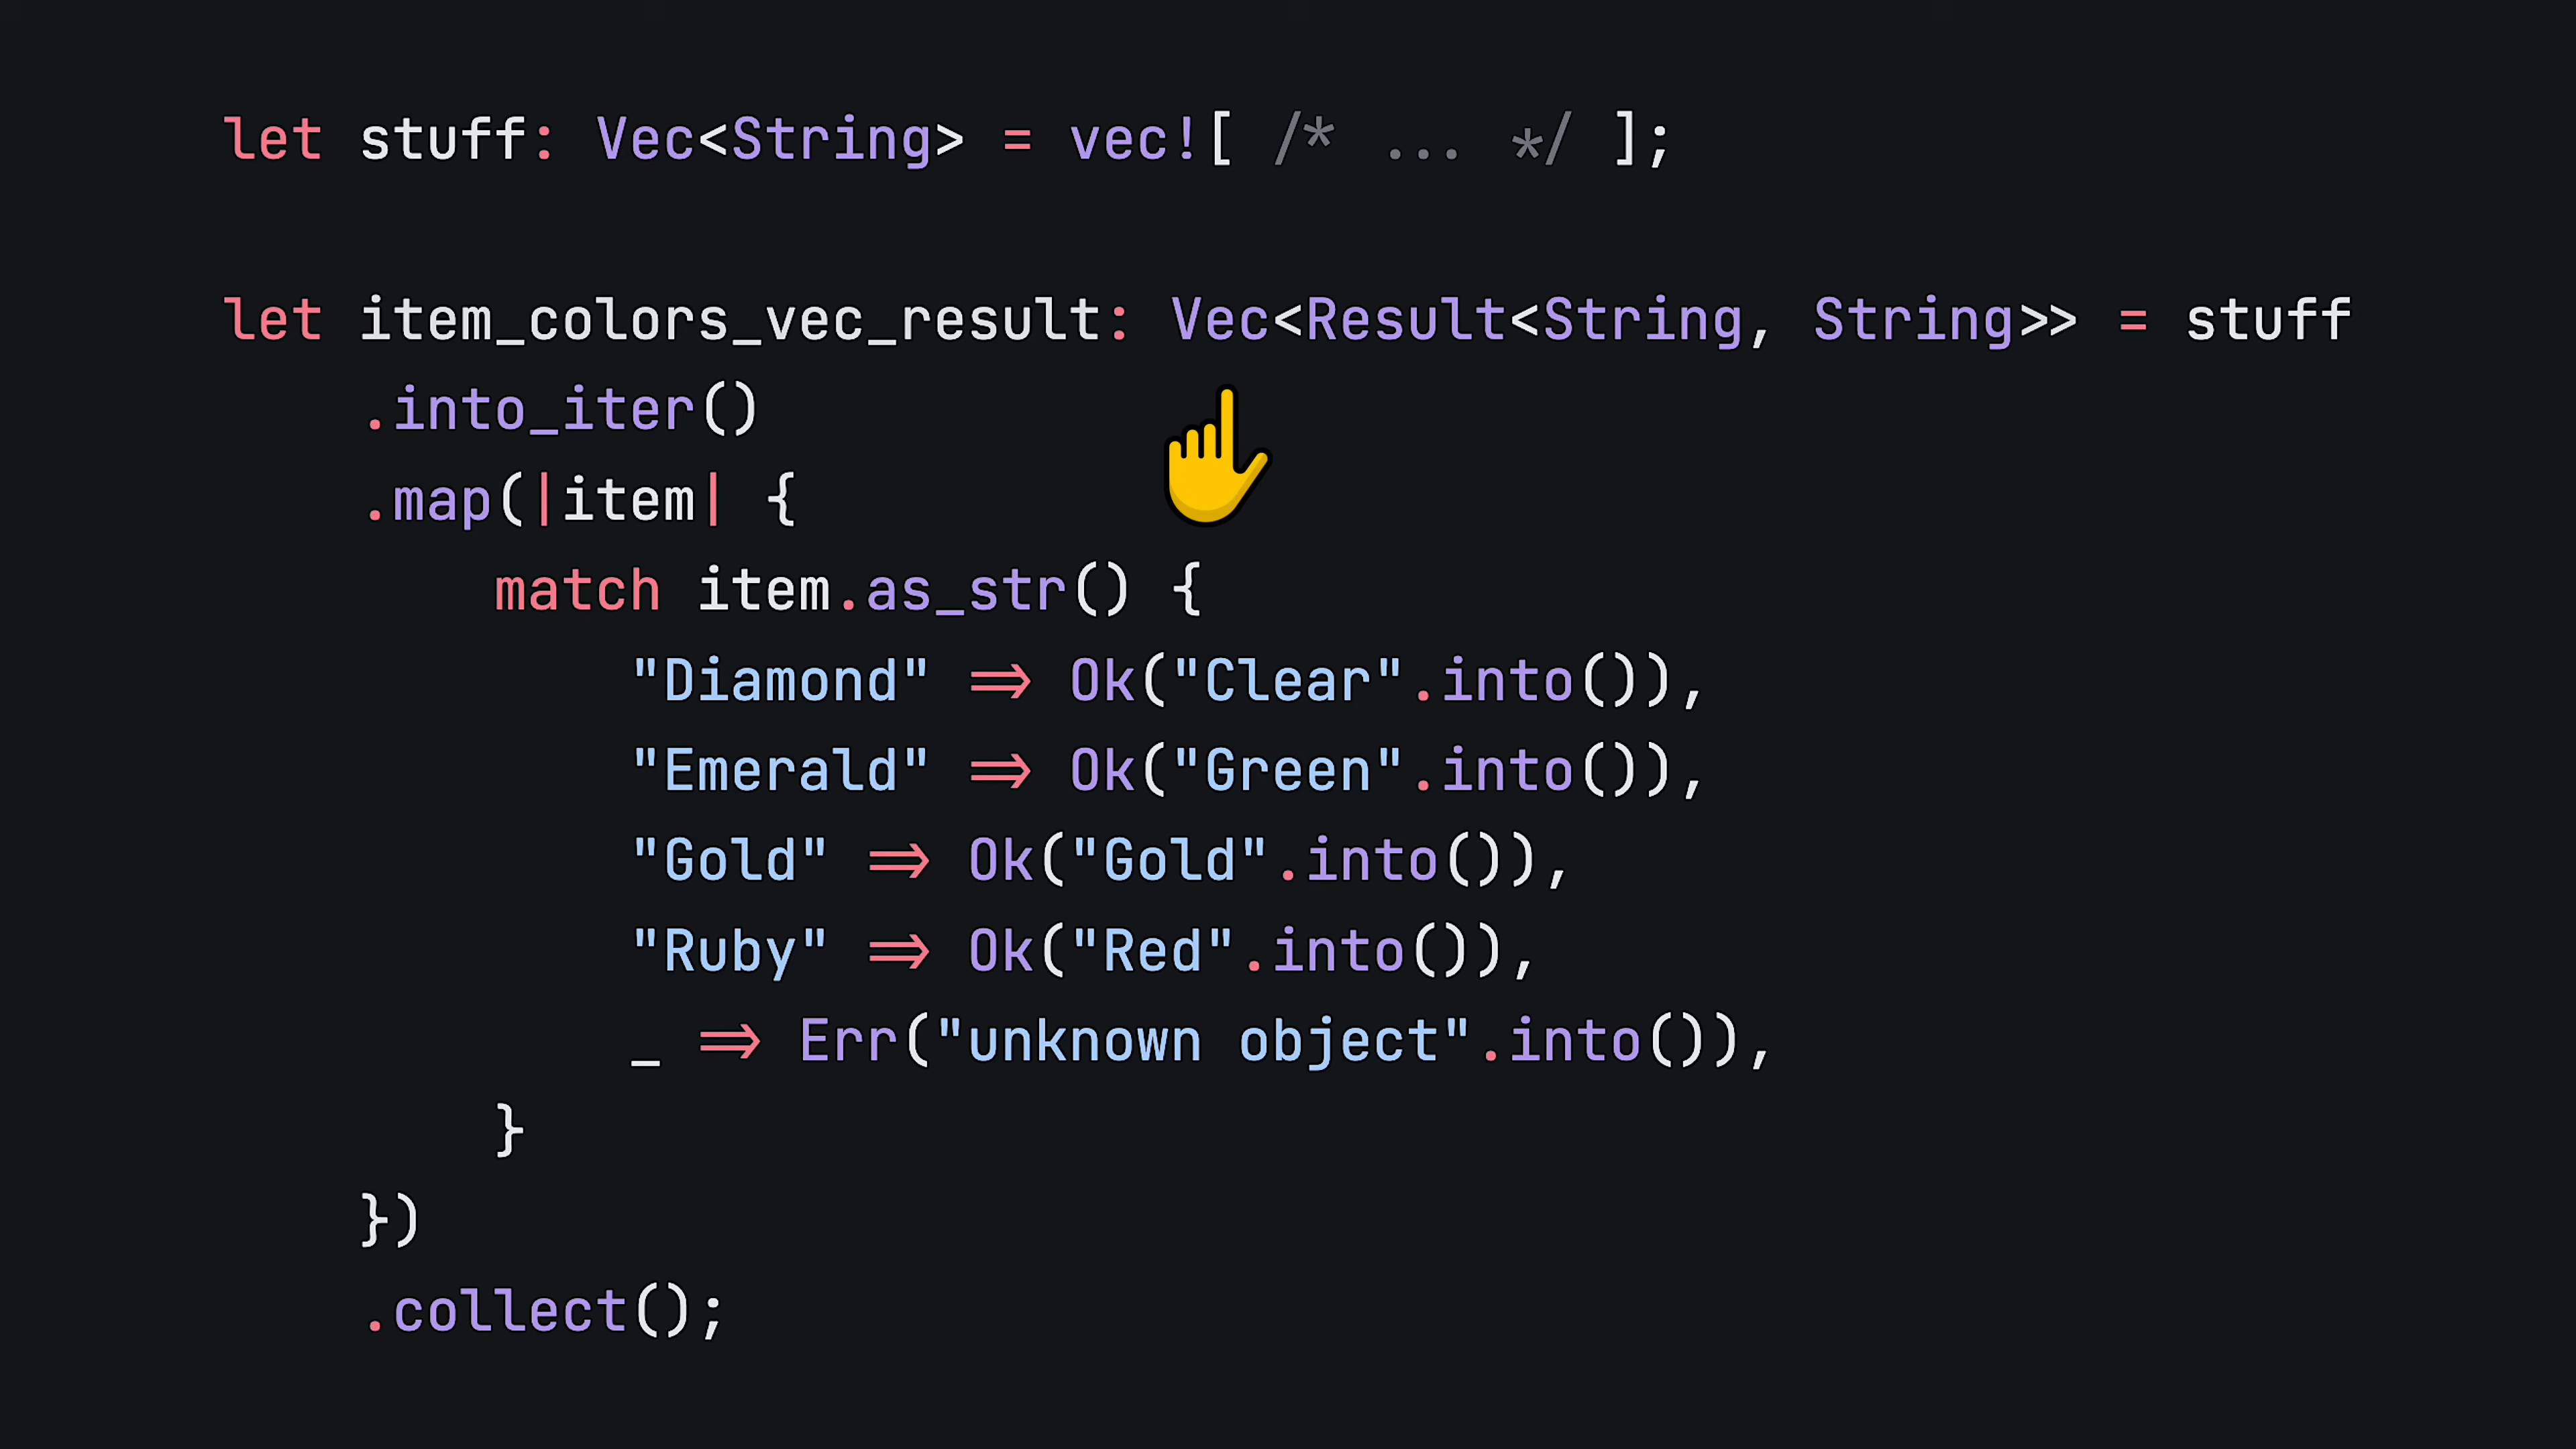 let stuff: Vec<String> = vec![ /* ... */ ];
let item_colors_vec_result: Vec<Result<String, String>> = stuff
.into_iter()
.map(|item| {
match item.as_str() {
"Diamond" => Ok("Clear".into()),
"Emerald" => Ok("Green".into()),
"Gold" => Ok("Gold".into()),
"Ruby" => Ok("Red".into()),
_ => Err("unknown object".into()),
}
})
.collect();